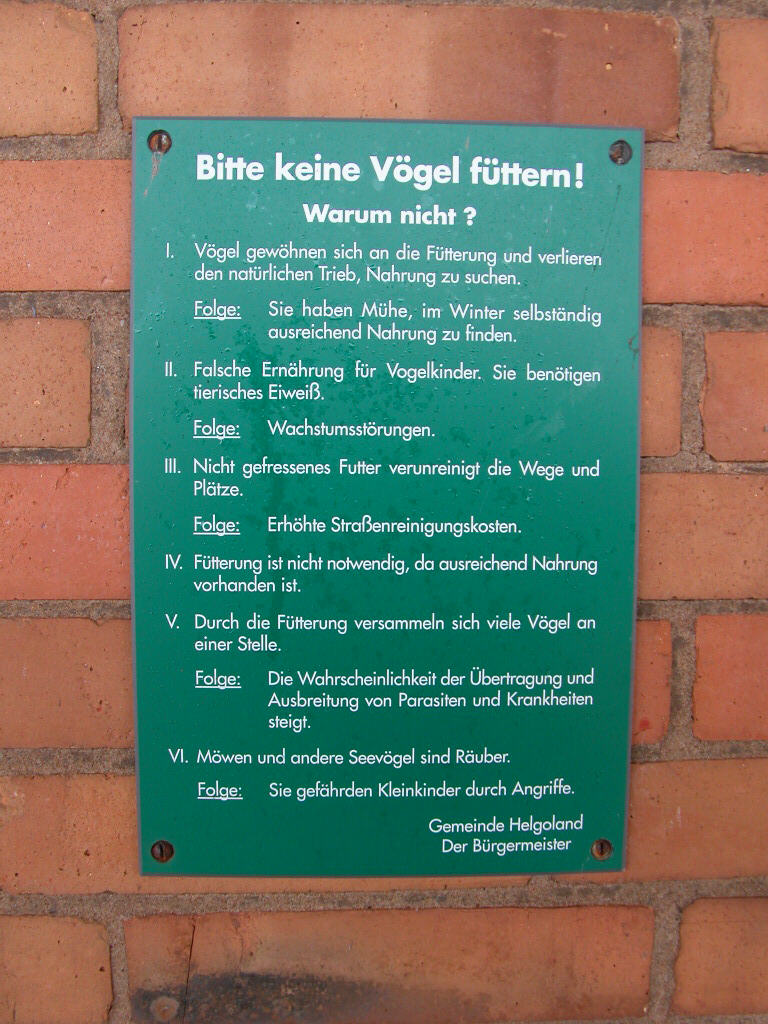 Bitte keine Vögel füttern!
Warum nicht ?
I. Vögel gewöhnen sich an die Fütterung und verlieren
den natürlichen Trieb, Nahrung zu suchen.
Folge: Sie haben Mühe, im Winter selbständig
ausreichend Nahrung zu finden.
II. Falsche Ernährung für Vogelkinder. Sie benötigen
tierisches Eiweiß.
Folge: Wachstumsstörungen.
III. Nicht gefressenes Futter verunreinigt die Wege und
Plätze.
Folge: Erhöhte Straßenreinigungskosten.
IV. Fütterung ist nicht notwendig, da ausreichend Nahrung
vorhanden ist.
V. Durch die Fütterung versammeln sich viele Vögel an
einer Stelle.
Folge: Die Wahrscheinlichkeit der Übertragung und
Ausbreitung von Parasiten und Krankheiten
steigt.
VI. Möwen und andere Seevögel sind Räuber.
Folge: Sie gefährden Kleinkinder durch Angriffe.
Gemeinde Helgoland
Der Bürgermeister